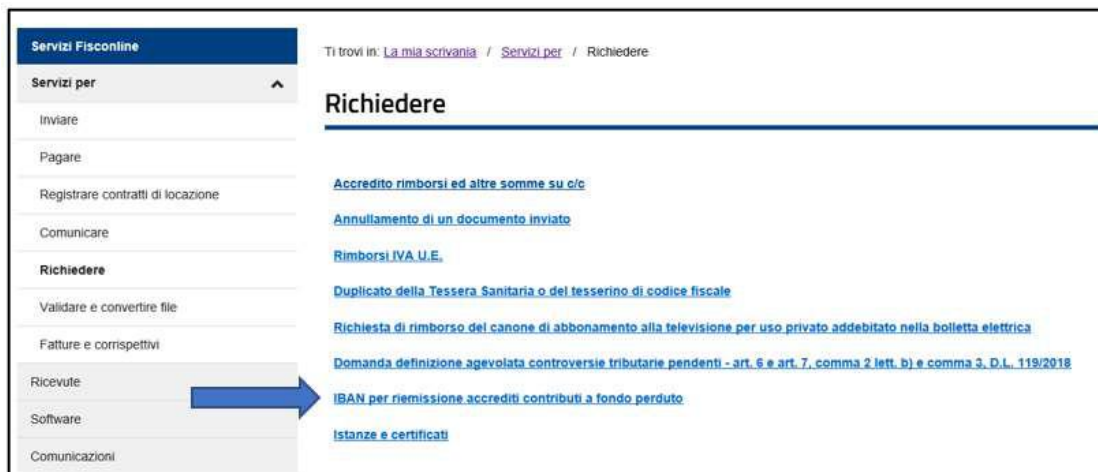 Servizi Fisconline
Servizi per
Inviare
Pagare
Registrare contratti di locazione
Comunicare
Richiedere
Validare e convertire file
Fatture e corrispettivi
Ricevute
Software
Comunicazioni
Ti trovi in: La mia scrivania / Servizi per / Richiedere
Richiedere
Accredito rimborsi ed altre somme su c/c
Annullamento di un documento inviato
Rimborsi IVA U.E.
Duplicato della Tessera Sanitaria o del tesserino di codice fiscale
Richiesta di rimborso del canone di abbonamento alla televisione per uso privato addebitato nella bolletta elettrica
Domanda definizione agevolata controversie tributarie pendenti - art. 6 e art. 7, comma 2 lett. b) e comma 3, D.L. 119/2018
IBAN per riemissione accrediti contributi a fondo perduto
Istanze e certificati